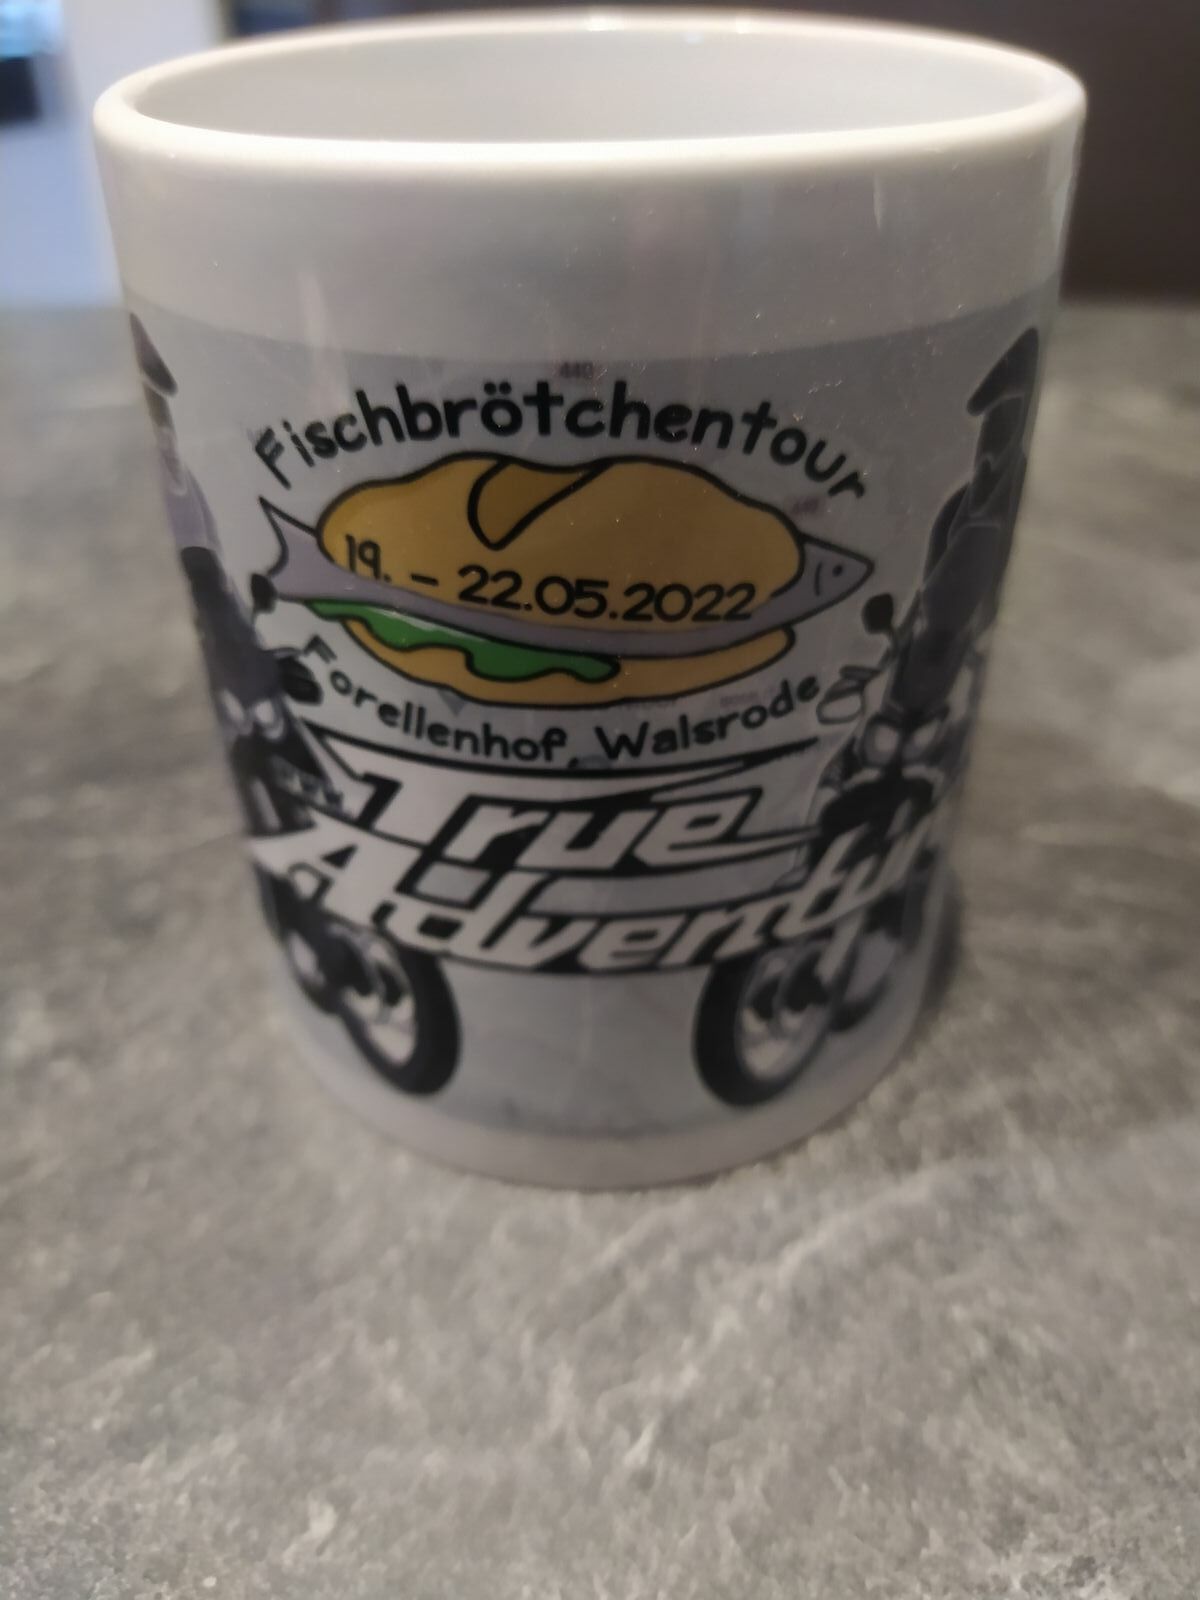 Fischbrötchentour
19. - 22.05.2022
Forellenhof, Walsrode
True